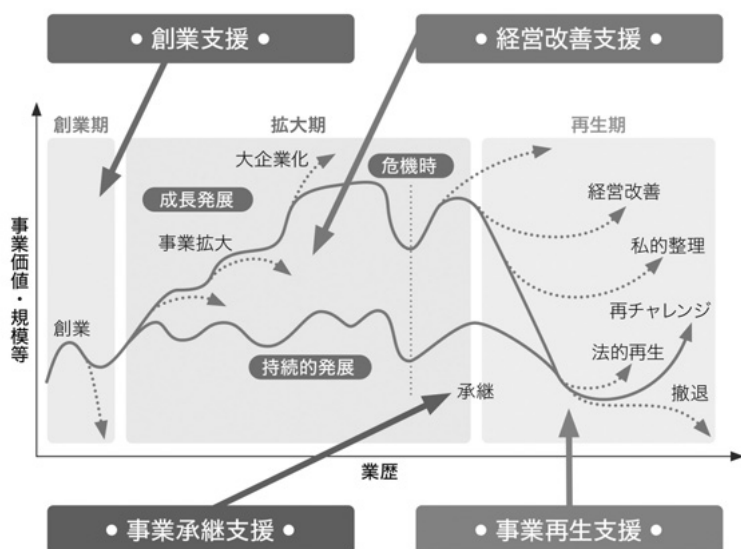 • 創業支援 •
• 経営改善支援 •
創業期
拡大期
再生期
大企業化
危機時
成長発展
経営改善
事業拡大
私的整理
事業価値・規模等
再チャレンジ
創業
法的再生
持続的発展
承継
撤退
業歴
• 事業承継支援 •
• 事業再生支援 •